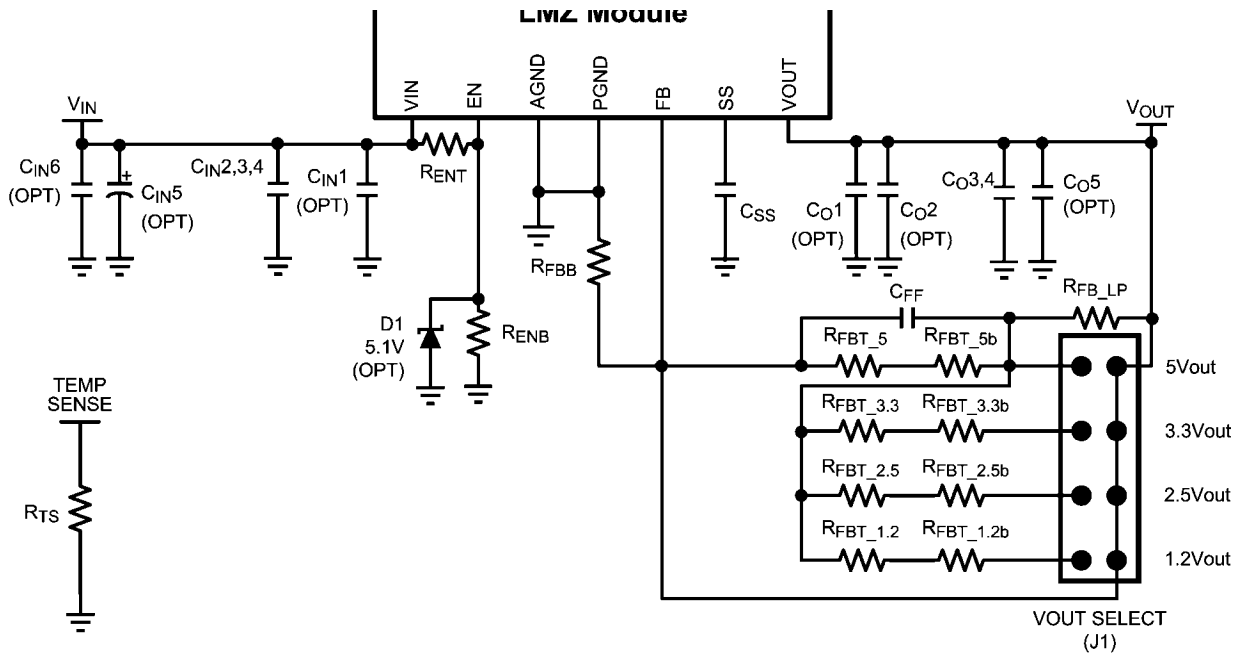 LMZ Module
VIN
EN
AGND
PGND
FB
SS
VOUT
VIN
VOUT
CIN6
(OPT)
CIN5
(OPT)
CIN2,3,4
CIN1
(OPT)
RENT
CSS
CO1
(OPT)
CO2
(OPT)
CO3,4
CO5
(OPT)
RFBB
CFF
RFB_LP
D1
5.1V
(OPT)
RENB
RFBT_5
RFBT_5b
5Vout
TEMP
SENSE
RFBT_3.3
RFBT_3.3b
3.3Vout
RFBT_2.5
RFBT_2.5b
2.5Vout
RTS
RFBT_1.2
RFBT_1.2b
1.2Vout
VOUT SELECT
(J1)